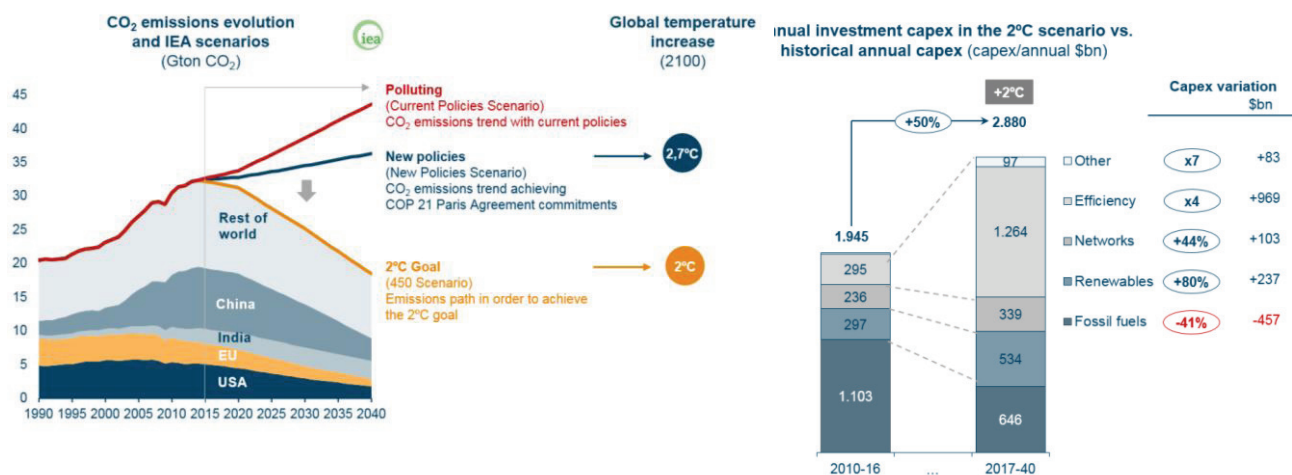 CO₂ emissions evolution
and IEA scenarios
(Gton CO₂)
iea
Global temperature
increase
(2100)
45
40
35
30
25
20
15
10
5
0
1990 1995 2000 2005 2010 2015 2020 2025 2030 2035 2040
Rest of
world
China
India
EU
USA
Polluting
(Current Policies Scenario)
CO₂ emissions trend with current policies
New policies
(New Policies Scenario)
CO₂ emissions trend achieving
COP 21 Paris Agreement commitments
2,7ºC
2ºC Goal
(450 Scenario)
Emissions path in order to achieve
the 2ºC goal
2ºC
nnual investment capex in the 2ºC scenario vs.
historical annual capex (capex/annual $bn)
+2ºC
+50%
2.880
1.945
295
236
297
1.103
97
1.264
339
534
646
2010-16 ... 2017-40
Capex variation
$bn
Other x7 +83
Efficiency x4 +969
Networks +44% +103
Renewables +80% +237
Fossil fuels -41% -457